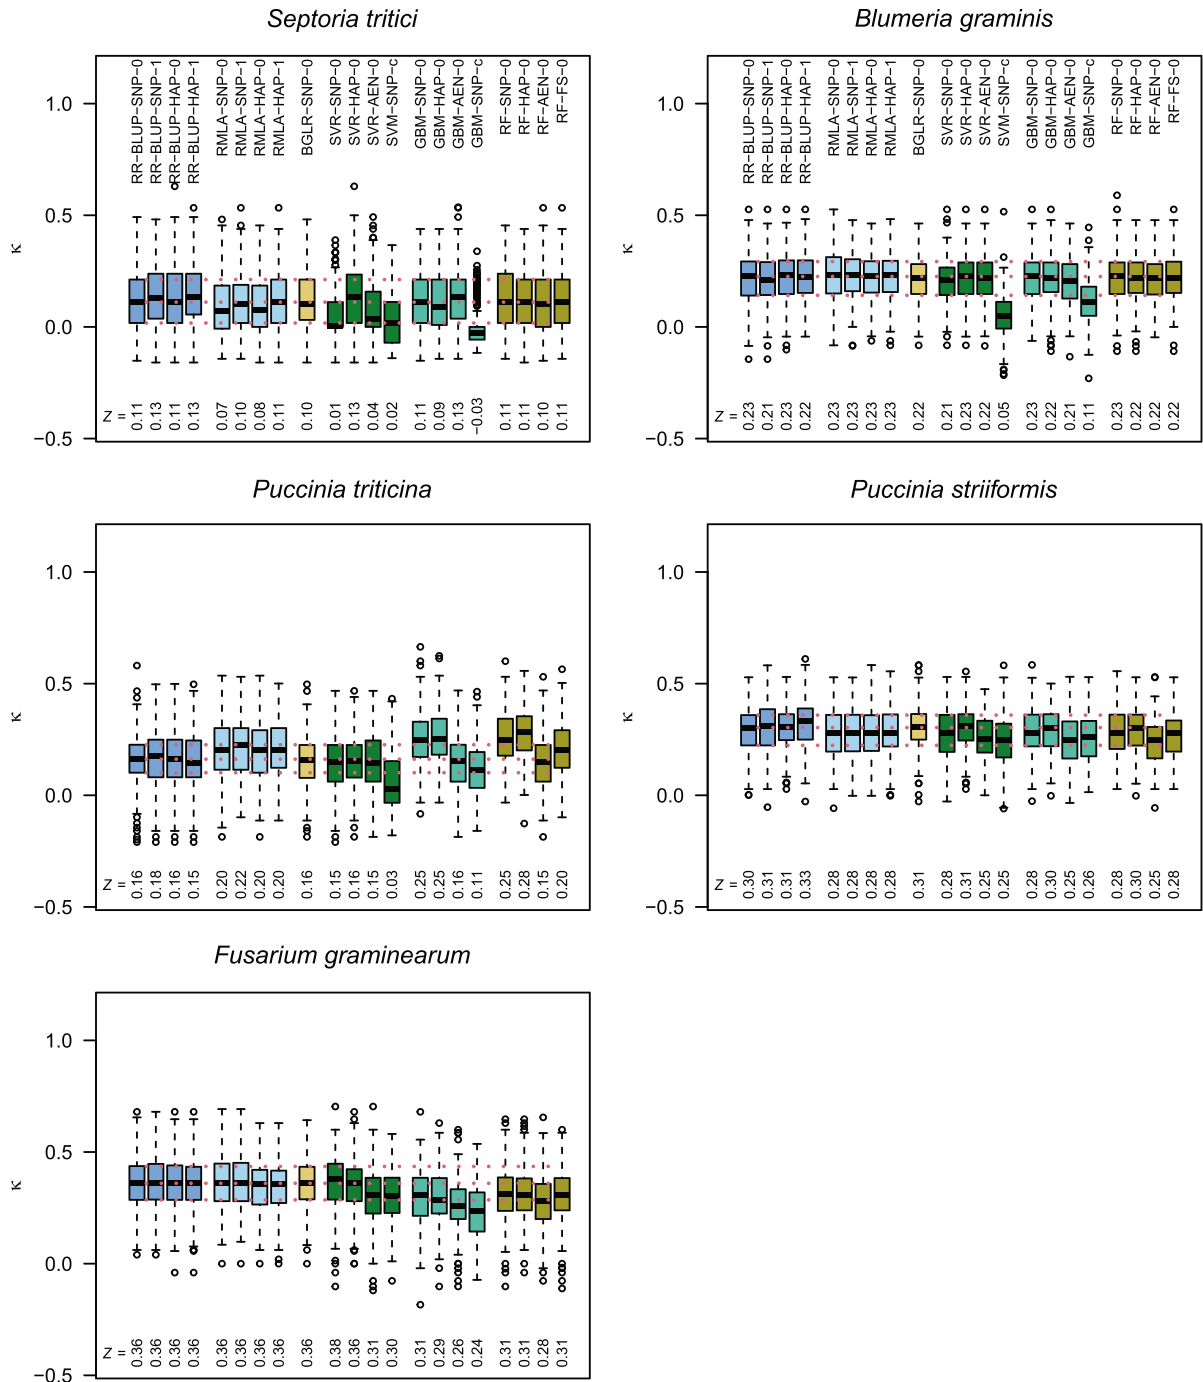 Septoria tritici
κ
1.0
0.5
0.0
−0.5
RR−BLUP−SNP−0
RR−BLUP−SNP−1
RR−BLUP−HAP−0
RR−BLUP−HAP−1
RMLA−SNP−0
RMLA−SNP−1
RMLA−HAP−0
RMLA−HAP−1
BGLR−SNP−0
SVR−SNP−0
SVR−HAP−0
SVR−AEN−0
SVM−SNP−c
GBM−SNP−0
GBM−HAP−0
GBM−AEN−0
GBM−SNP−c
RF−SNP−0
RF−HAP−0
RF−AEN−0
RF−FS−0
Z = 0.11 0.13 0.11 0.13 0.07 0.10 0.08 0.11 0.10 0.01 0.13 0.04 0.02 0.11 0.09 0.13 −0.03 0.11 0.11 0.10 0.11
Blumeria graminis
κ
1.0
0.5
0.0
−0.5
RR−BLUP−SNP−0
RR−BLUP−SNP−1
RR−BLUP−HAP−0
RR−BLUP−HAP−1
RMLA−SNP−0
RMLA−SNP−1
RMLA−HAP−0
RMLA−HAP−1
BGLR−SNP−0
SVR−SNP−0
SVR−HAP−0
SVR−AEN−0
SVM−SNP−c
GBM−SNP−0
GBM−HAP−0
GBM−AEN−0
GBM−SNP−c
RF−SNP−0
RF−HAP−0
RF−AEN−0
RF−FS−0
Z = 0.23 0.21 0.23 0.22 0.23 0.23 0.23 0.23 0.22 0.21 0.23 0.22 0.05 0.23 0.22 0.21 0.11 0.23 0.22 0.22 0.22
Puccinia triticina
κ
1.0
0.5
0.0
−0.5
Z = 0.16 0.18 0.16 0.15 0.20 0.22 0.20 0.20 0.16 0.15 0.16 0.15 0.03 0.25 0.25 0.16 0.11 0.25 0.28 0.15 0.20
Puccinia striiformis
κ
1.0
0.5
0.0
−0.5
Z = 0.30 0.31 0.31 0.33 0.28 0.28 0.28 0.28 0.31 0.28 0.31 0.25 0.25 0.28 0.30 0.25 0.26 0.28 0.30 0.25 0.28
Fusarium graminearum
κ
1.0
0.5
0.0
−0.5
Z = 0.36 0.36 0.36 0.36 0.36 0.36 0.36 0.36 0.36 0.38 0.36 0.31 0.30 0.31 0.29 0.26 0.24 0.31 0.31 0.28 0.31